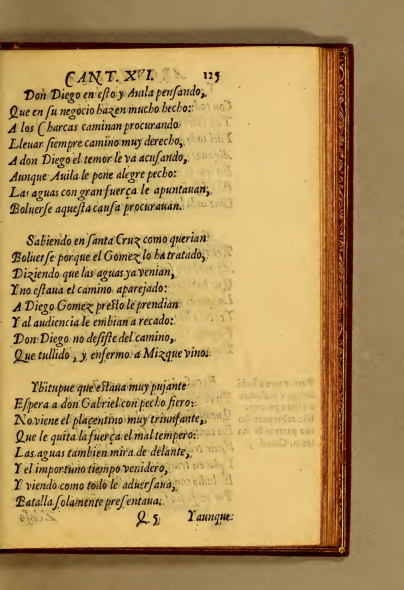 CANT. XVI. 125
Don Diego en esto y Auila pensando,
Que en su negocio hazen mucho hecho:
A los Charcas caminan procurando
Lleuar siempre camino muy derecho,
A don Diego el temor le va acusando,
Aunque Auila le pone alegre pecho:
Las aguas con gran fuerça le apuntauan,
Boluerse aquesta causa procurauan.
Sabiendo en santa Cruz como querian
Boluerse porque el Gomez lo ha tratado,
Diziendo que las aguas ya venian,
Y no estaua el camino aparejado:
A Diego Gomez presto le prendian
Y al audiencia le embian a recado:
Don Diego no desiste del camino,
Que tullido, y enfermo a Mizque vino.
Ybitupue que estaua muy pujante
Espera a don Gabriel con pecho fiero:
No viene el placentino muy triunfante,
Que le quita la fuerça el mal tempero:
Las aguas tambien mira de delante,
Y el importuno tiempo venidero,
Y viendo como todo le aduersaua,
Batalla solamente presentaua.
Q 5 Y aunque